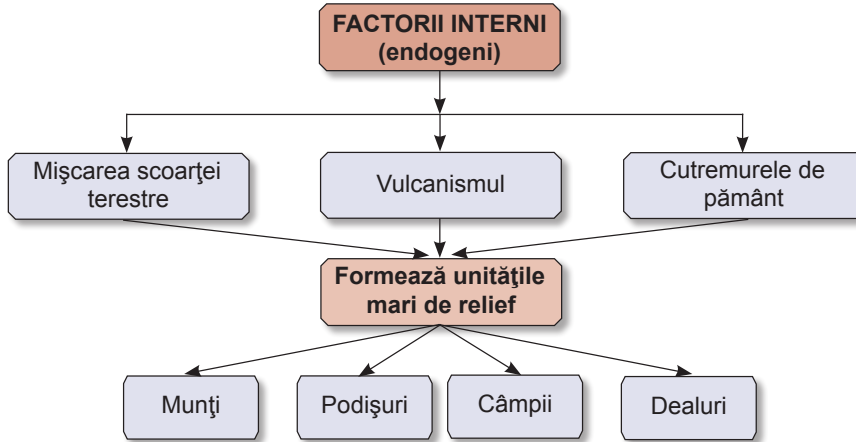 FACTORII INTERNI
(endogeni)
Mişcarea scoarţei
terestre
Vulcanismul
Cutremurele de
pământ
Formează unităţile
mari de relief
Munţi
Podişuri
Câmpii
Dealuri